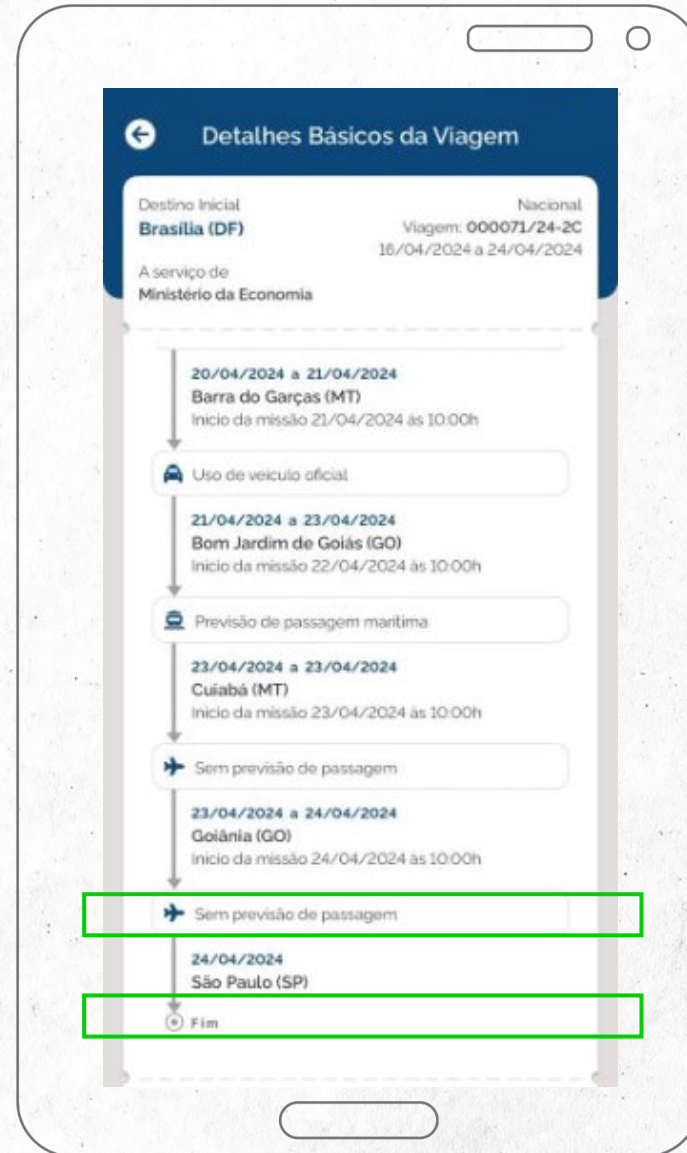 Detalhes Básicos da Viagem
Destino Inicial
Brasília (DF)
Nacional
Viagem: 000071/24-2C
16/04/2024 a 24/04/2024
A serviço de
Ministério da Economia
20/04/2024 a 21/04/2024
Barra do Garças (MT)
Inicio da missão 21/04/2024 às 10:00h
Uso de veículo oficial
21/04/2024 a 23/04/2024
Bom Jardim de Goiás (GO)
Inicio da missão 22/04/2024 às 10:00h
Previsão de passagem marítima
23/04/2024 a 23/04/2024
Cuiabá (MT)
Inicio da missão 23/04/2024 às 10:00h
Sem previsão de passagem
23/04/2024 a 24/04/2024
Goiânia (GO)
Inicio da missão 24/04/2024 às 10:00h
Sem previsão de passagem
24/04/2024
São Paulo (SP)
Fim